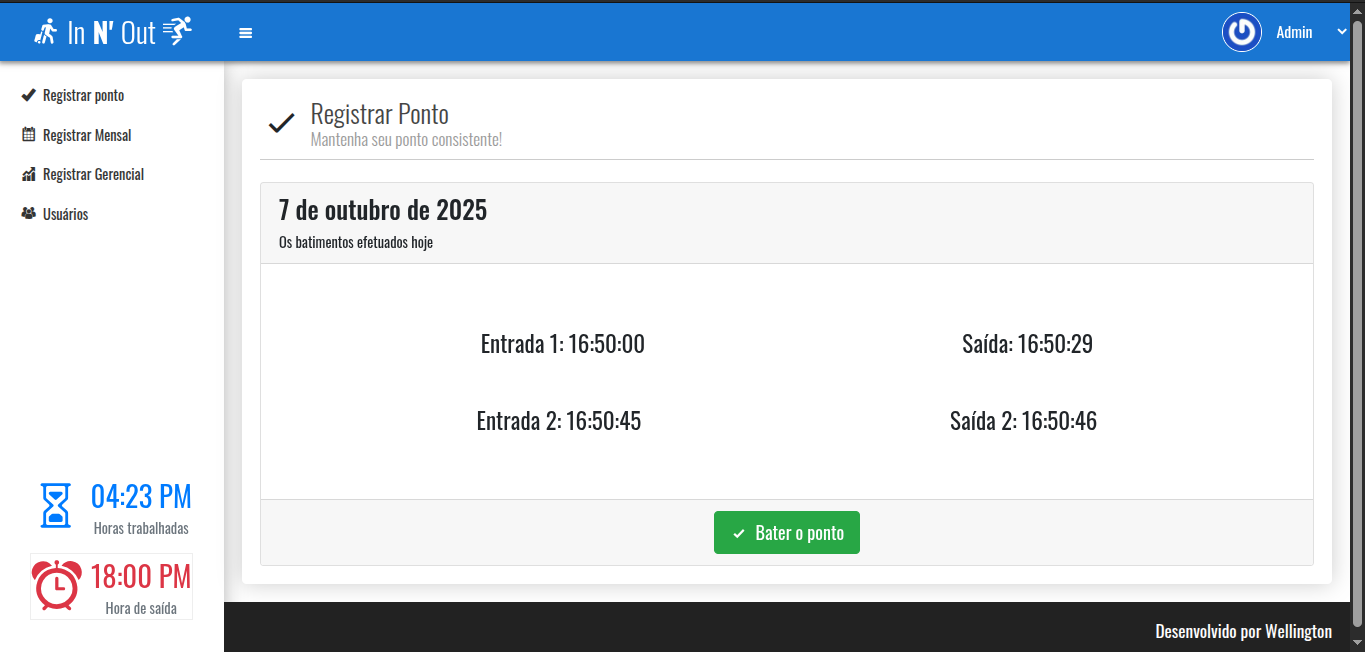 In N' Out
Admin
Registrar ponto
Registrar Mensal
Registrar Gerencial
Usuários
04:23 PM
Horas trabalhadas
18:00 PM
Hora de saída
Registrar Ponto
Mantenha seu ponto consistente!
7 de outubro de 2025
Os batimentos efetuados hoje
Entrada 1: 16:50:00
Saída: 16:50:29
Entrada 2: 16:50:45
Saída 2: 16:50:46
Bater o ponto
Desenvolvido por Wellington